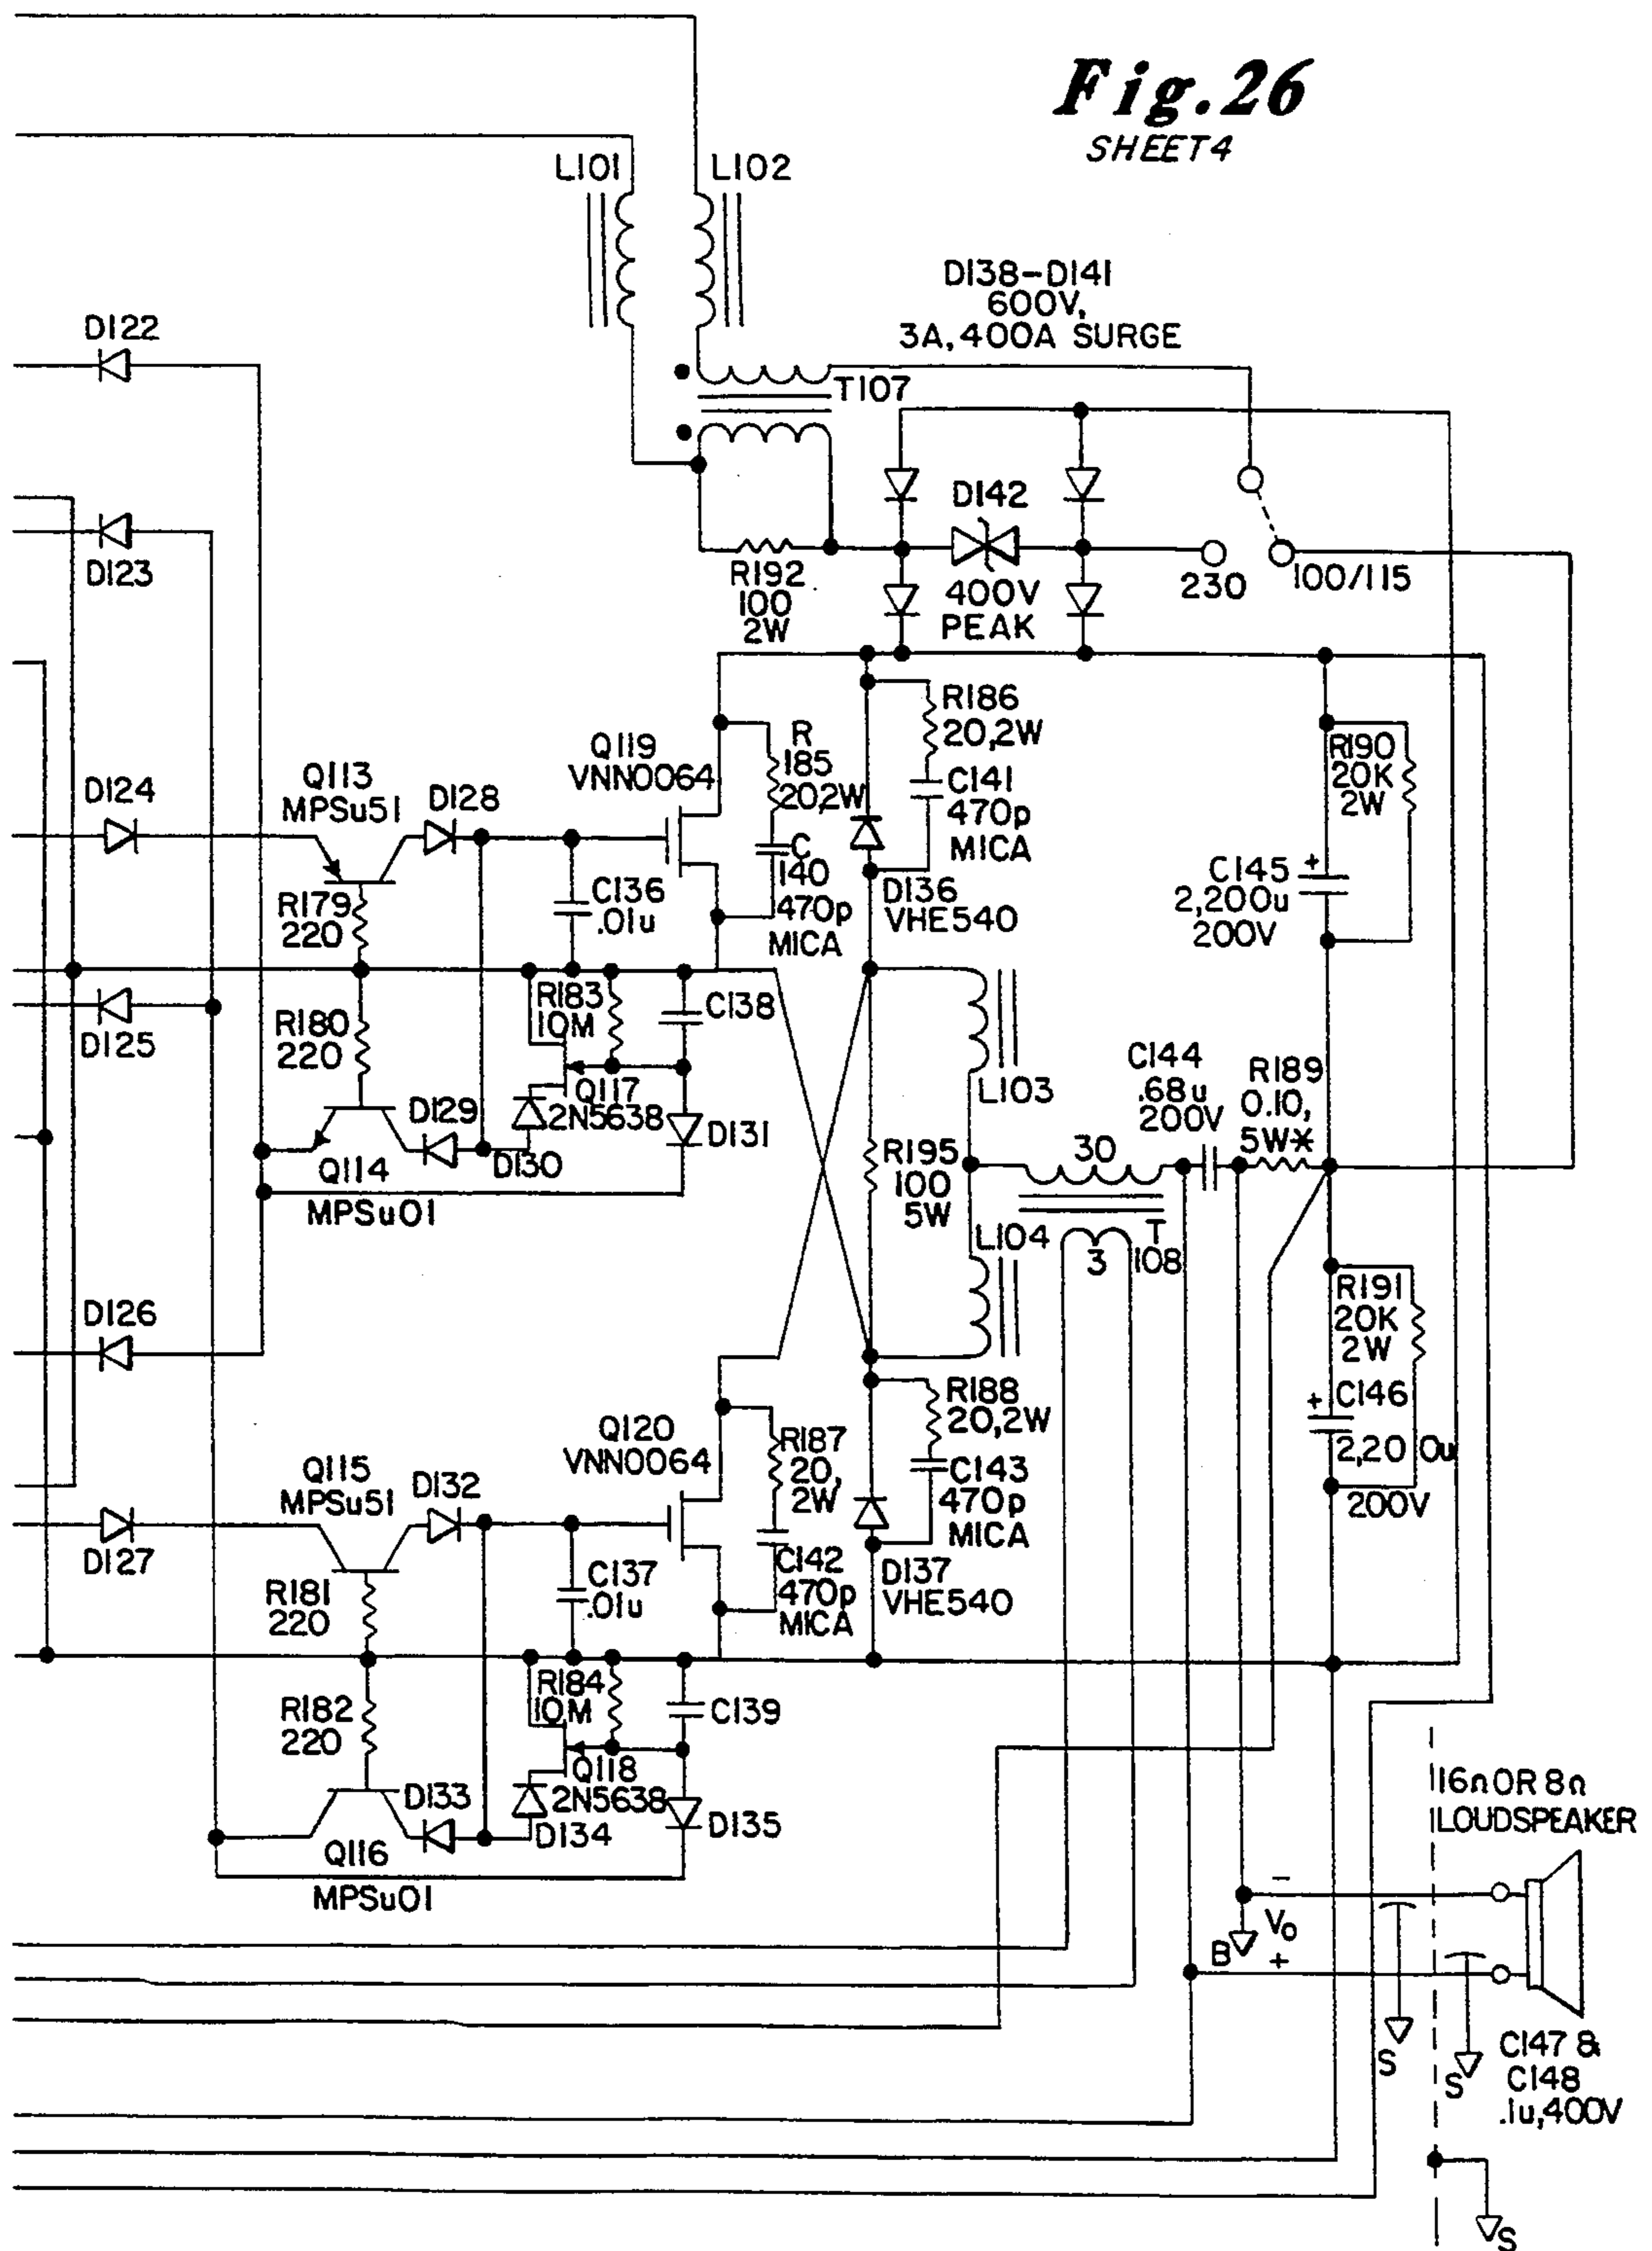 Fig.26
SHEET4
L101
L102
D138-D141
600V,
3A,400A SURGE
D122
T107
D123
D142
R192
100
2W
400V
PEAK
230
100/115
R186
20,2W
C141
470p
MICA
R
185
20,2W
C
140
470p
MICA
Q119
VNN0064
D124
Q113
MPSu51
D128
R190
20K
2W
C145
+
2,200u
200V
R179
220
C136
.01u
D136
VHE540
D125
R180
220
R183
10M
C138
Q117
2N5638
D129
D130
D131
Q114
MPSu01
L103
C144
.68u
200V
R189
0.10,
5W*
R195
100
5W
30
L104
3
T
108
D126
R191
20K
2W
+
C146
2,200u
200V
R188
20,2W
C143
470p
MICA
Q120
VNN0064
R187
20,
2W
C142
470p
MICA
Q115
MPSu51
D132
D127
R181
220
C137
.01u
D137
VHE540
R182
220
R184
10M
C139
Q118
2N5638
D133
D134
D135
Q116
MPSu01
16Ω OR 8Ω
LOUDSPEAKER
-
Vo
B
+
S
S
C147 &
C148
.1u,400V
S